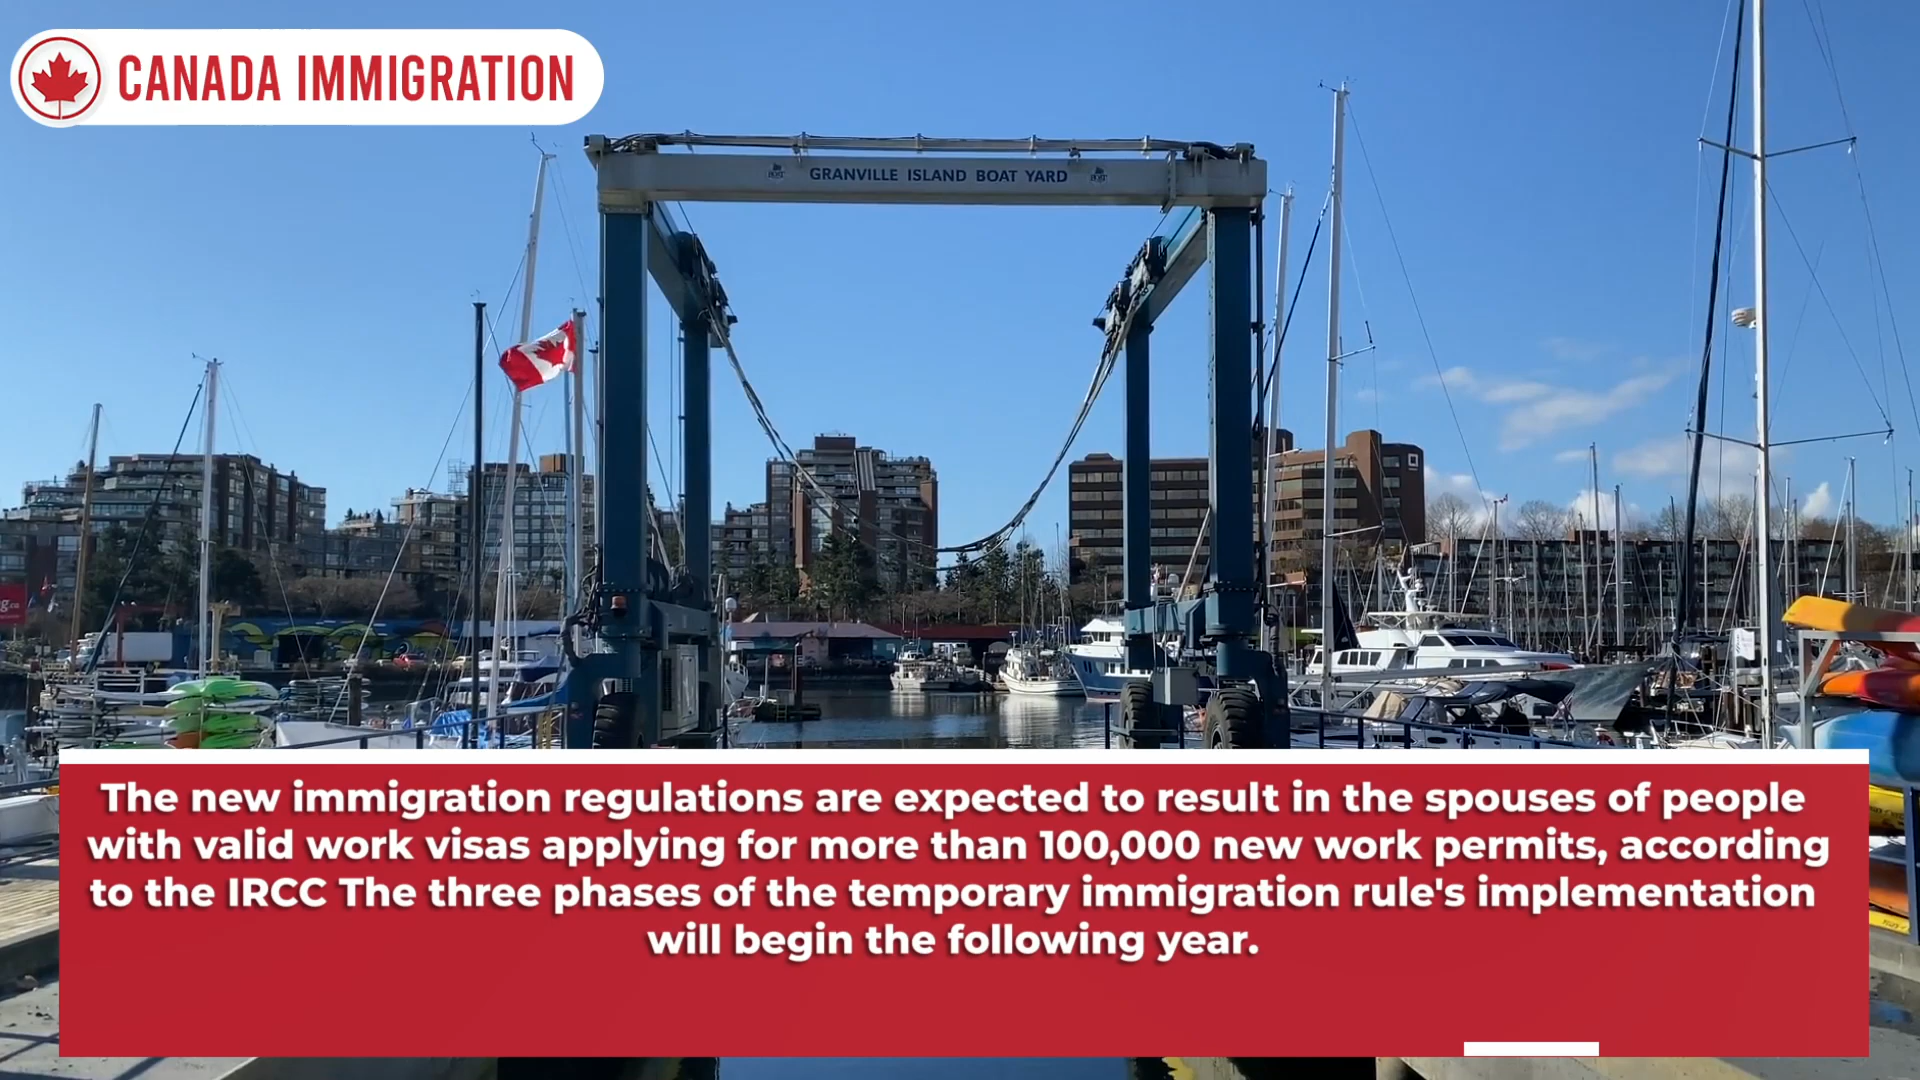 CANADA IMMIGRATION
GRANVILLE ISLAND BOAT YARD
The new immigration regulations are expected to result in the spouses of people
with valid work visas applying for more than 100,000 new work permits, according
to the IRCC The three phases of the temporary immigration rule's implementation
will begin the following year.